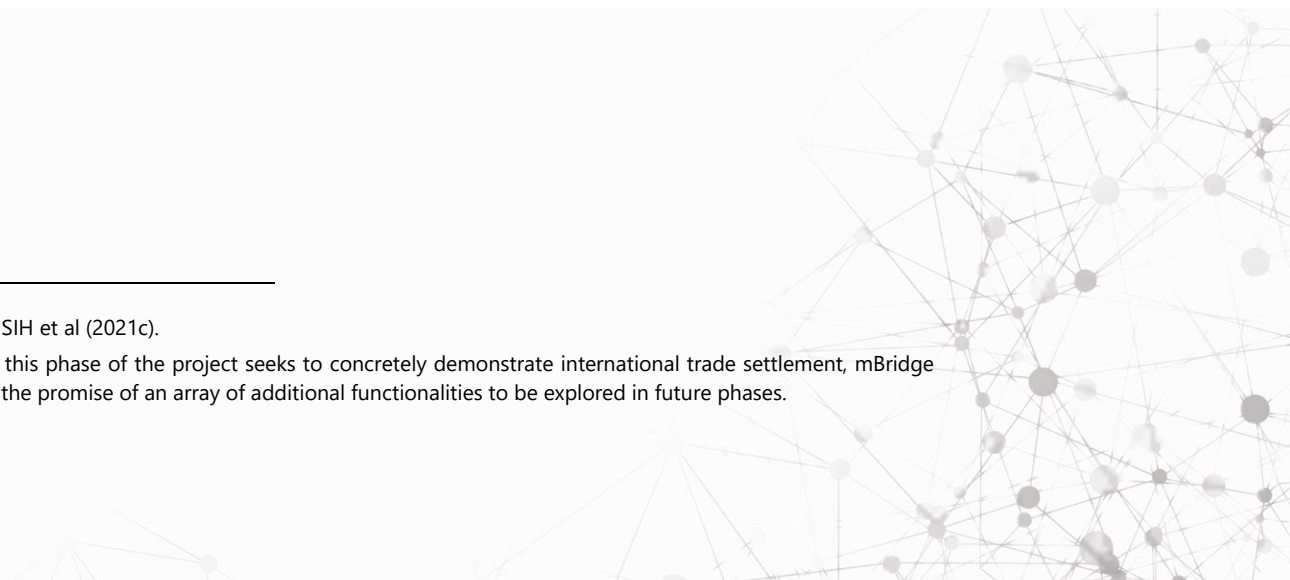 SIH et al (2021c).
this phase of the project seeks to concretely demonstrate international trade settlement, mBridge
the promise of an array of additional functionalities to be explored in future phases.